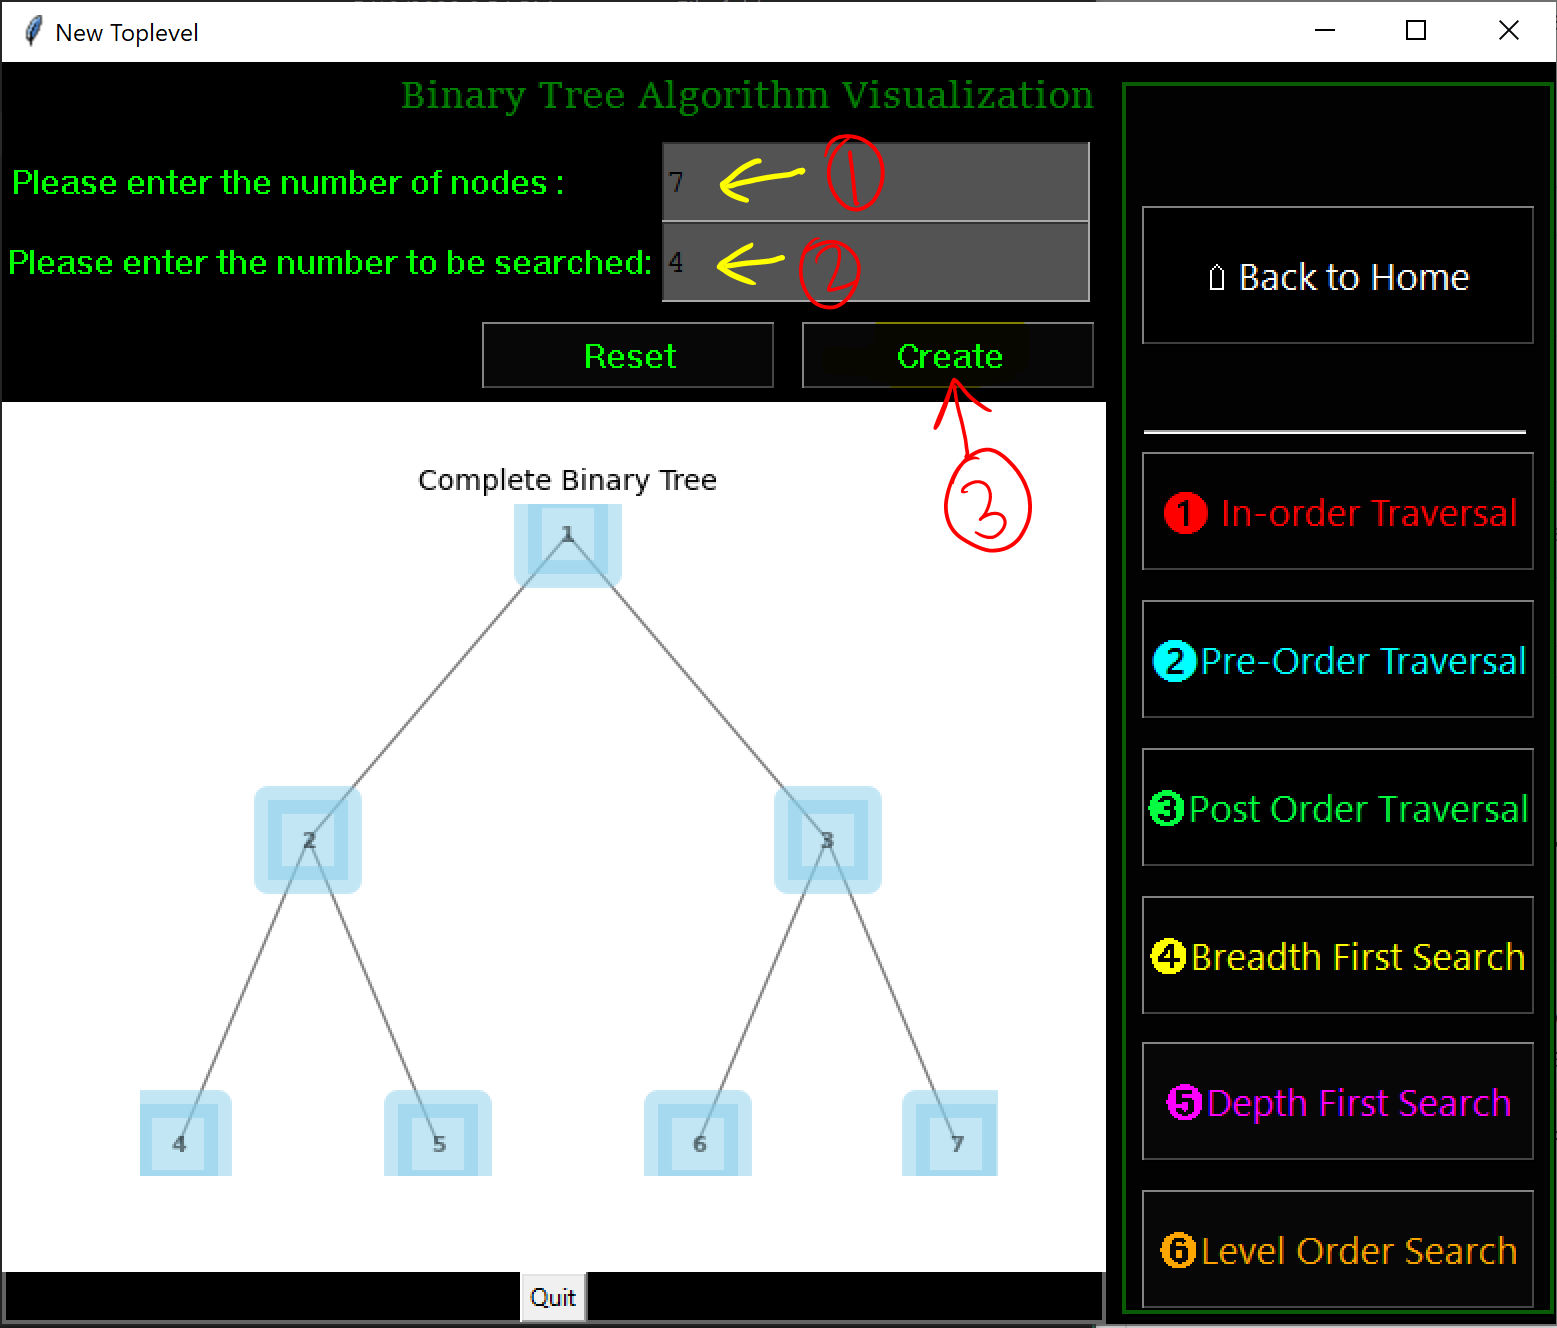 New Toplevel
Binary Tree Algorithm Visualization
Please enter the number of nodes : 7 1
Please enter the number to be searched: 4 2
Reset Create
3
Complete Binary Tree
1
2 3
4 5 6 7
Quit
Back to Home
1 In-order Traversal
2 Pre-Order Traversal
3 Post Order Traversal
4 Breadth First Search
5 Depth First Search
6 Level Order Search